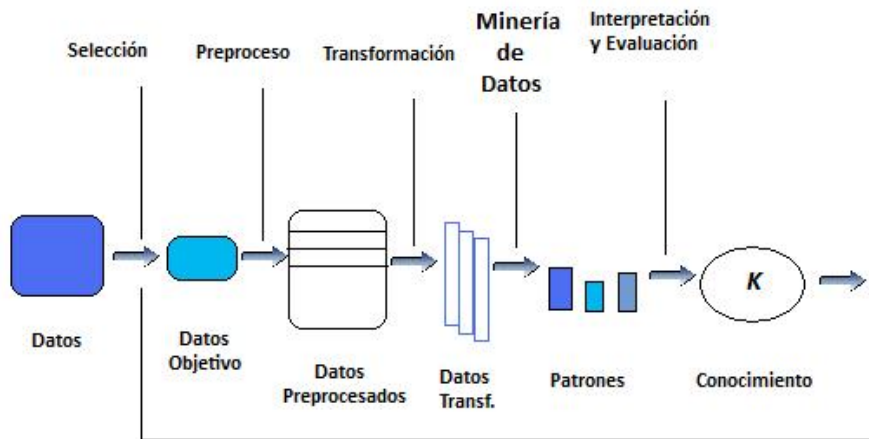 Selección
Preproceso
Transformación
Minería
de
Datos
Interpretación
y Evaluación
K
Datos
Datos
Objetivo
Datos
Preprocesados
Datos
Transf.
Patrones
Conocimiento